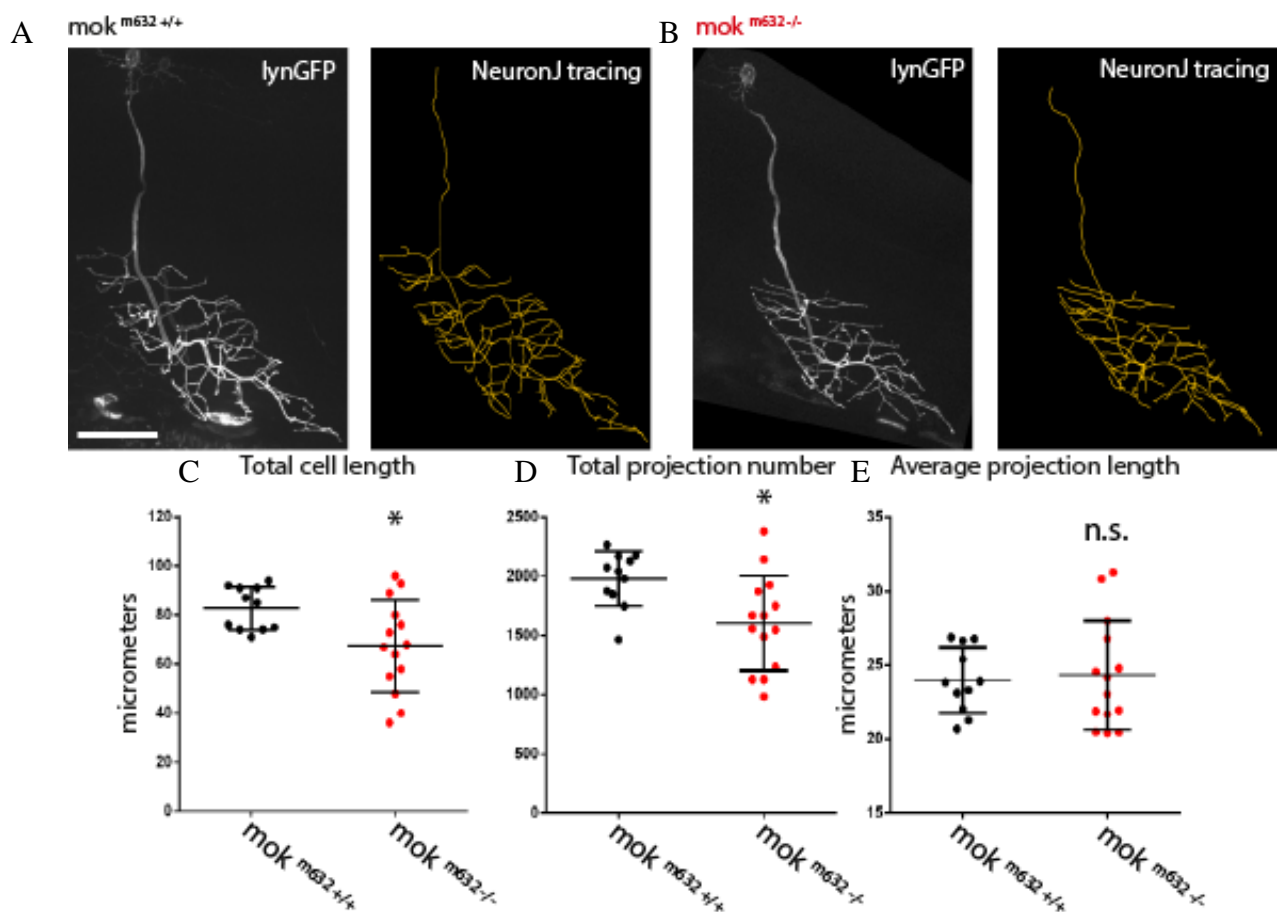 A mok m632 +/+ B mok m632 -/-
lynGFP NeuronJ tracing lynGFP NeuronJ tracing
C Total cell length D Total projection number E Average projection length
* * n.s.
micrometers
120
100
80
60
40
20
0
mok m632 +/+
mok m632 -/-
2500
2000
1500
1000
500
0
mok m632 +/+
mok m632 -/-
micrometers
35
30
25
20
15
mok m632 +/+
mok m632 -/-